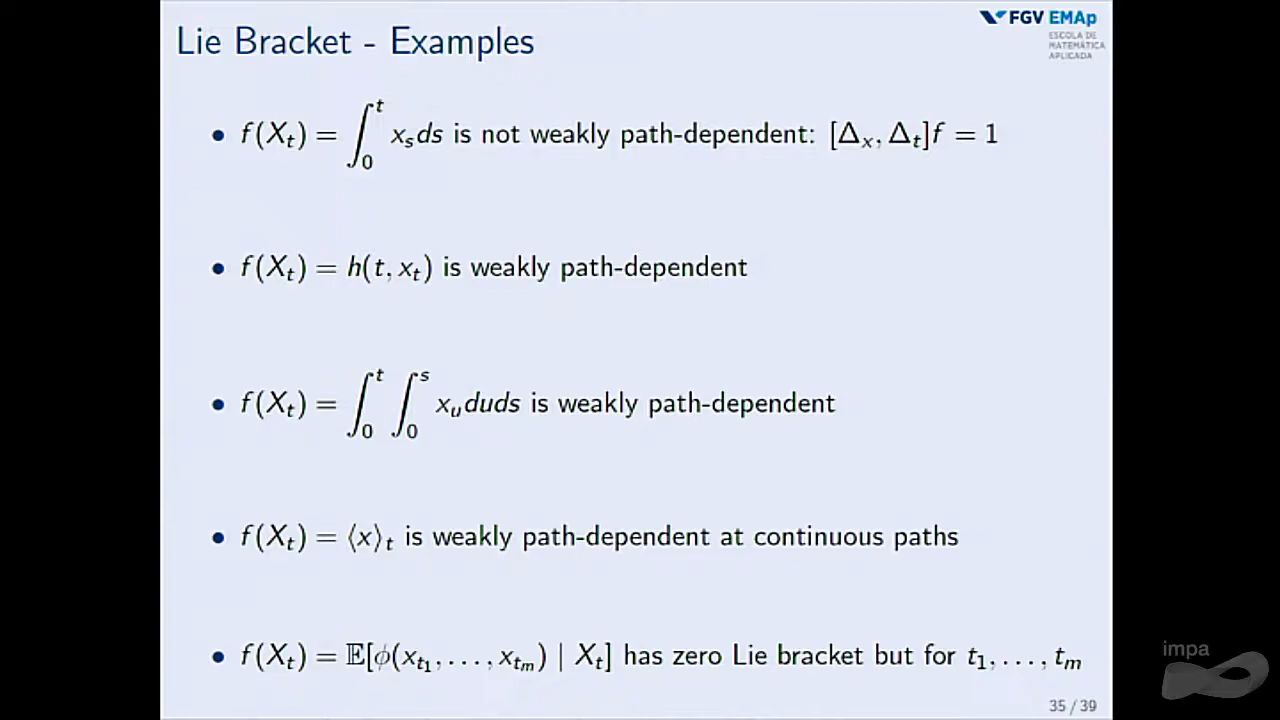 Lie Bracket - Examples
FGV EMAp
ESCOLA DE
MATEMÁTICA
APLICADA
• f(X_t) = ∫_0^t x_s ds is not weakly path-dependent: [Δ_x, Δ_t]f = 1
• f(X_t) = h(t, x_t) is weakly path-dependent
• f(X_t) = ∫_0^t ∫_0^s x_u duds is weakly path-dependent
• f(X_t) = ⟨x⟩_t is weakly path-dependent at continuous paths
• f(X_t) = 𝔼[ϕ(x_{t_1}, . . . , x_{t_m}) | X_t] has zero Lie bracket but for t_1, . . . , t_m
impa
35 / 39